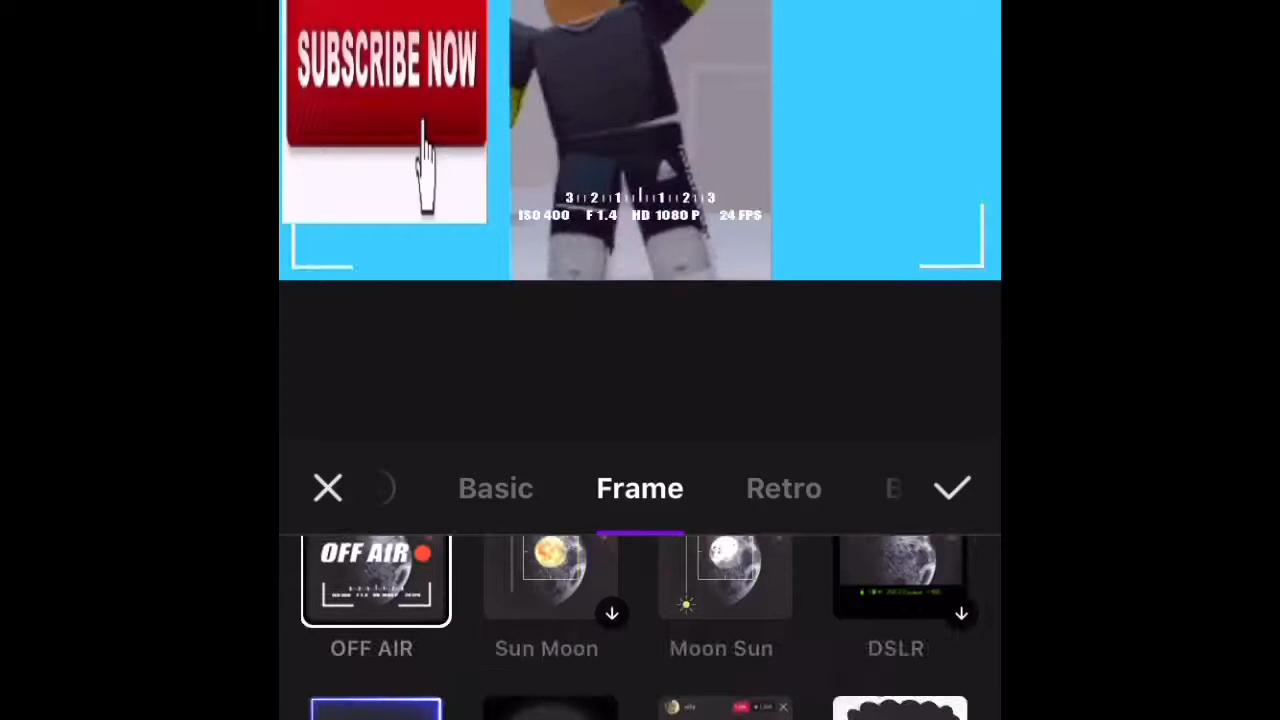 SUBSCRIBE NOW
3 2 1 1 2 3
ISO 400 F 1.4 HD 1080 P 24 FPS
Basic Frame Retro B
OFF AIR
OFF AIR Sun Moon Moon Sun DSLR